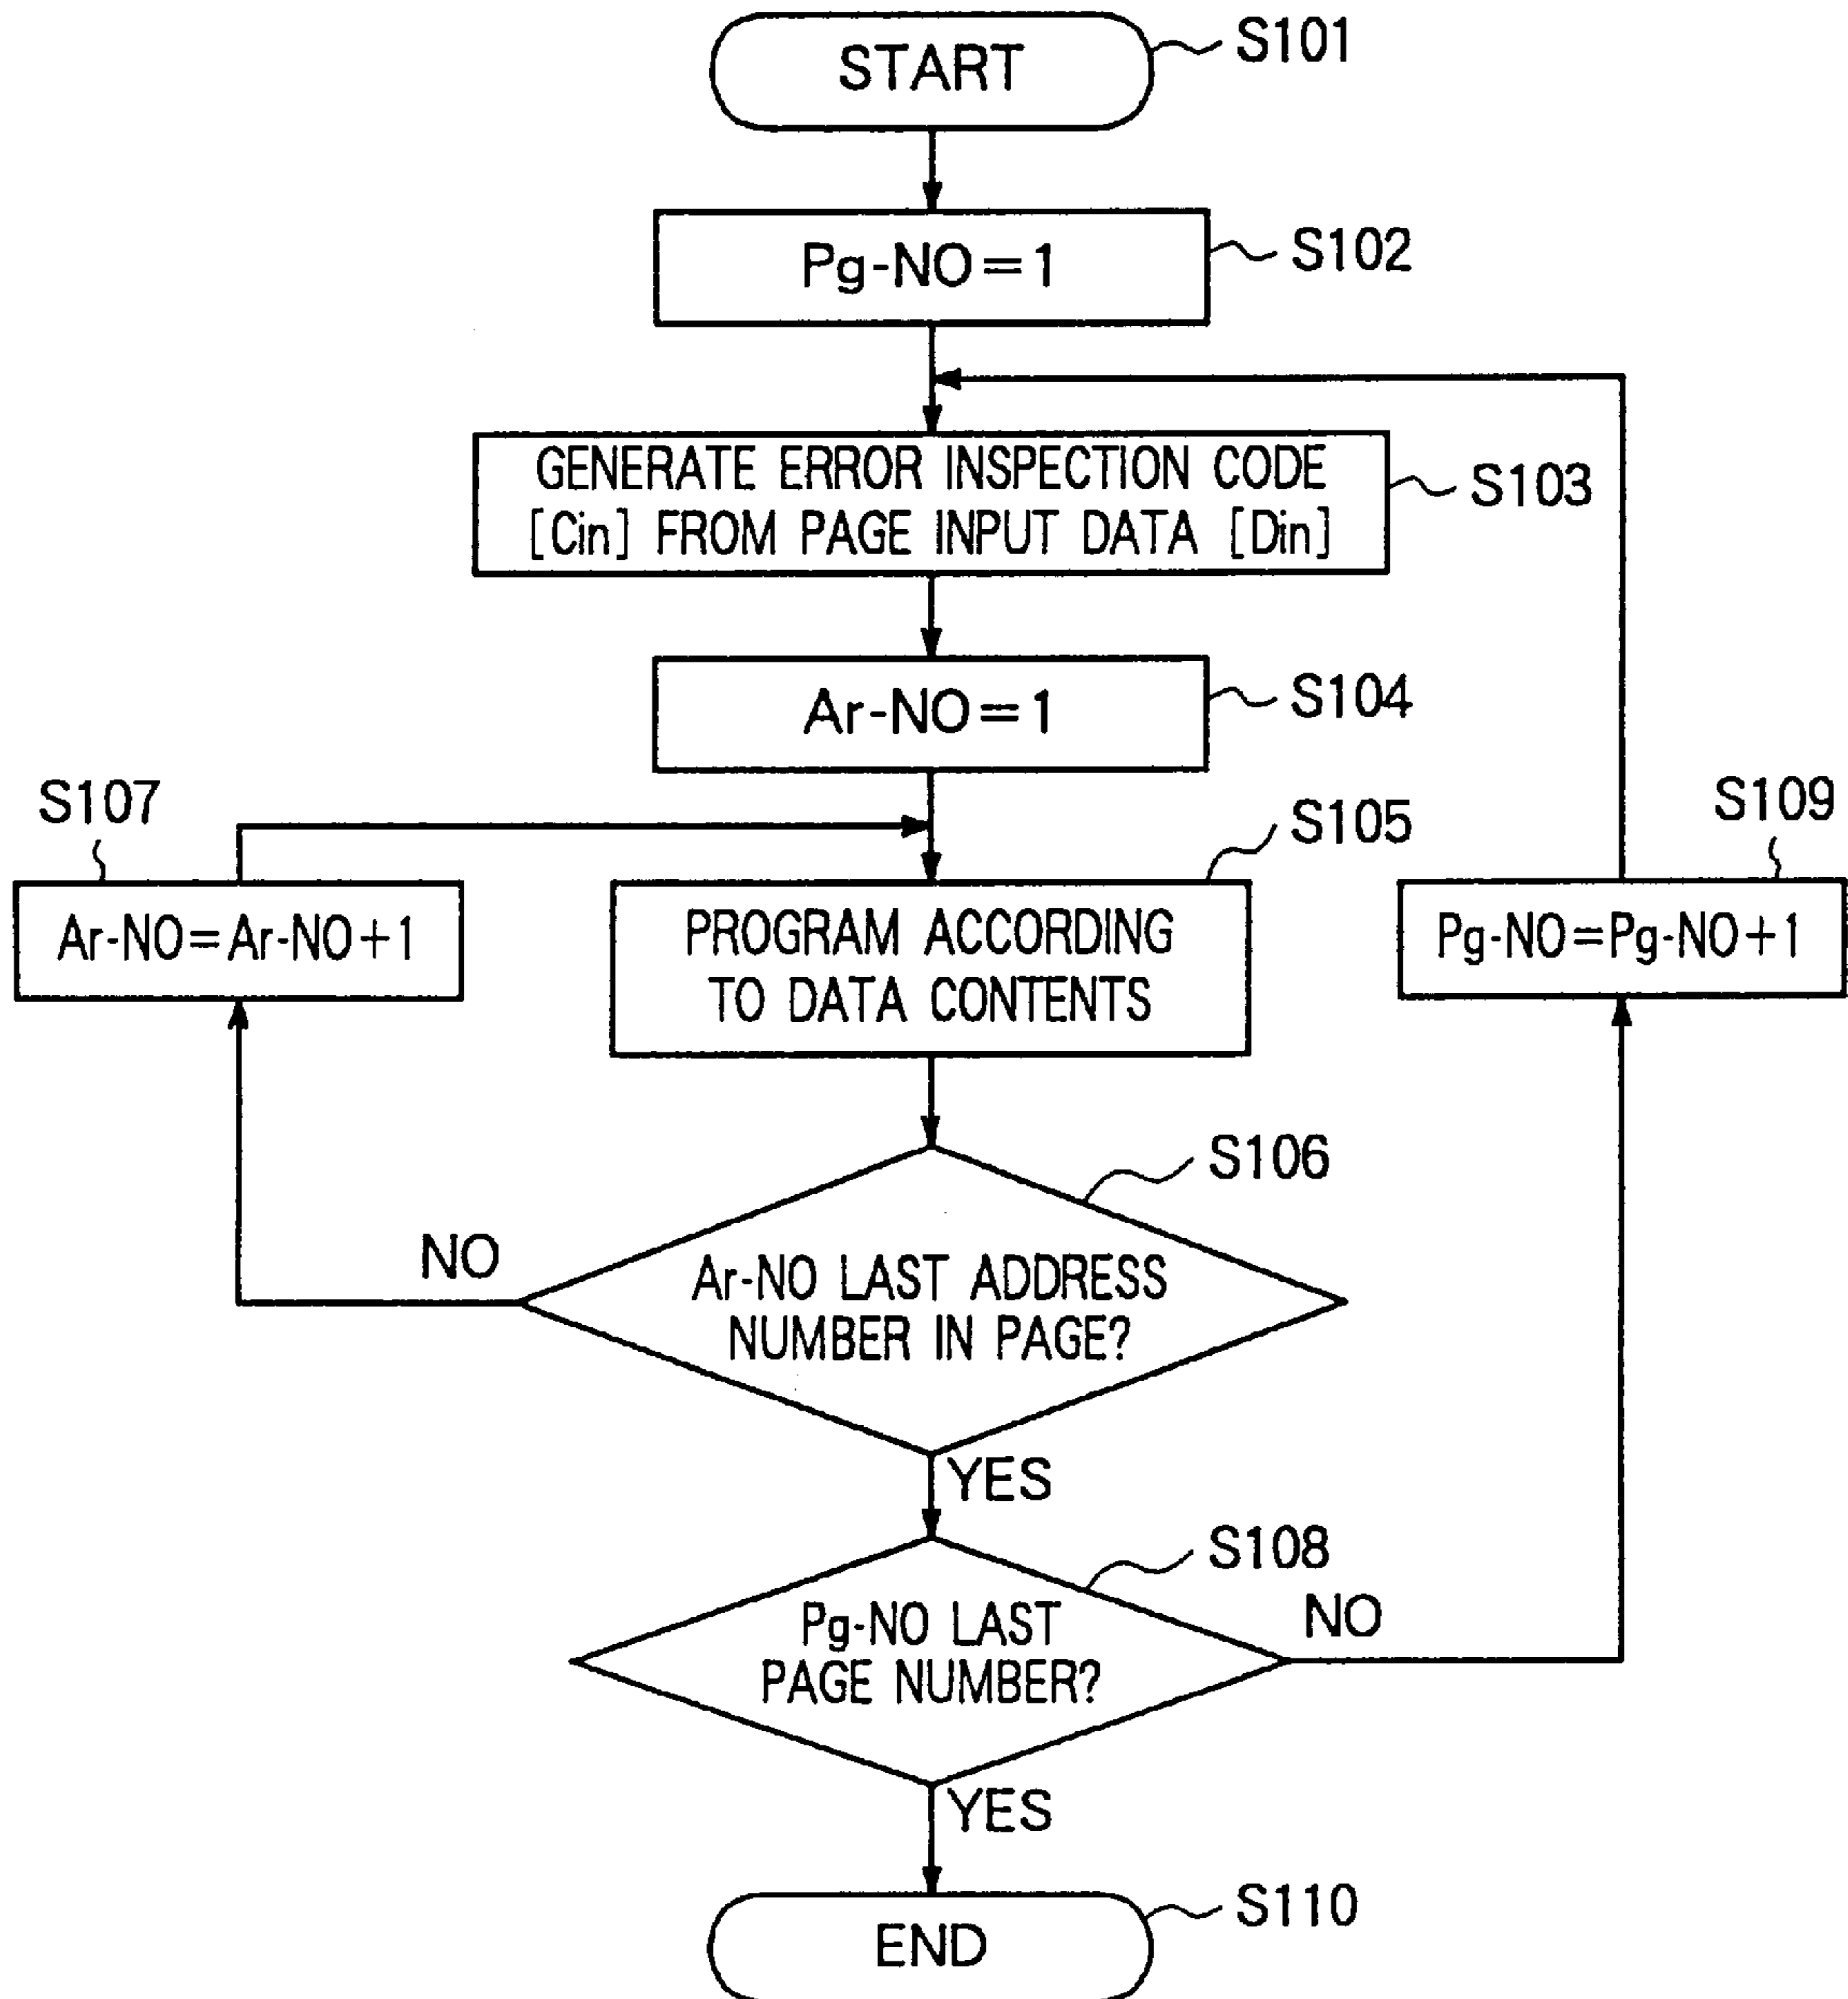 START
S101
Pg-NO=1
S102
GENERATE ERROR INSPECTION CODE
[Cin] FROM PAGE INPUT DATA [Din]
S103
Ar-NO=1
S104
S107
Ar-NO=Ar-NO+1
S105
PROGRAM ACCORDING
TO DATA CONTENTS
S109
Pg-NO=Pg-NO+1
S106
Ar-NO LAST ADDRESS
NUMBER IN PAGE?
NO
YES
S108
Pg-NO LAST
PAGE NUMBER?
NO
YES
END
S110